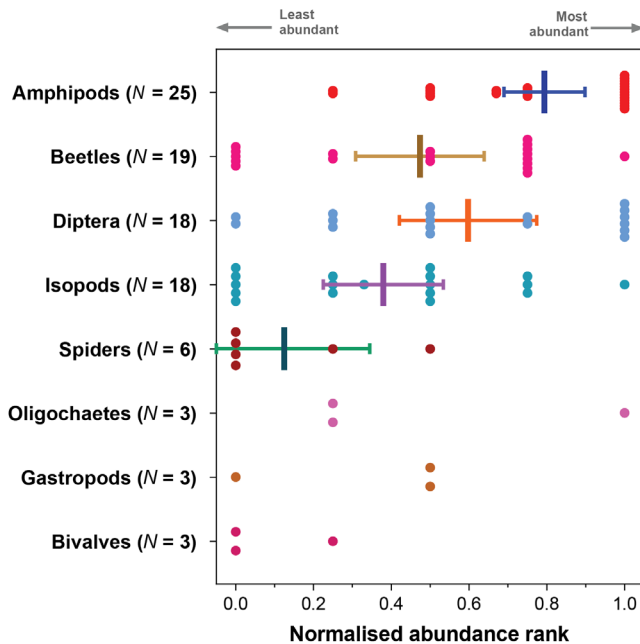 Least
abundant
Most
abundant
Amphipods (N = 25)
Beetles (N = 19)
Diptera (N = 18)
Isopods (N = 18)
Spiders (N = 6)
Oligochaetes (N = 3)
Gastropods (N = 3)
Bivalves (N = 3)
0.0 0.2 0.4 0.6 0.8 1.0
Normalised abundance rank